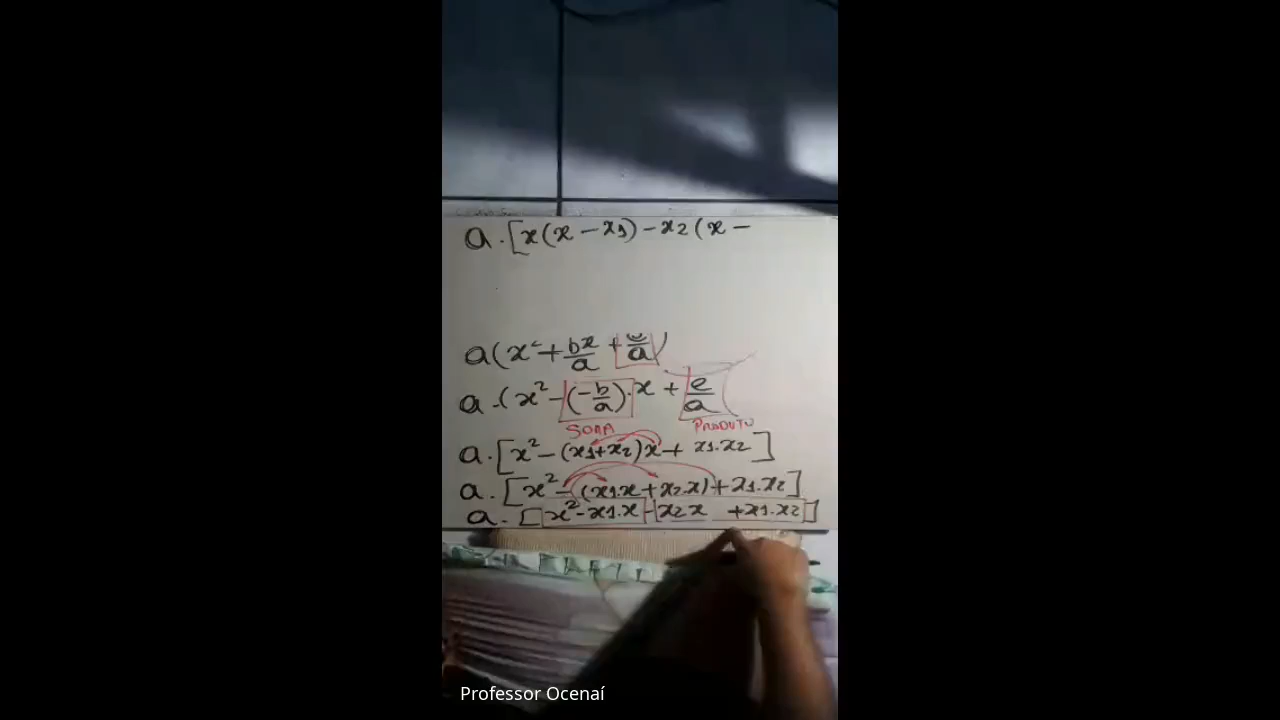 a.[x(x-x1)-x2(x-
a(x²+bx/a+c/a)
a.(x²-(-b/a).x+c/a
SOMA PRODUTO
a.[x²-(x1+x2)x+x1.x2]
a.[x²-(x1.x+x2.x)+x1.x2]
a.[x²-x1.x-x2x+x1.x2]
Professor Ocenaí